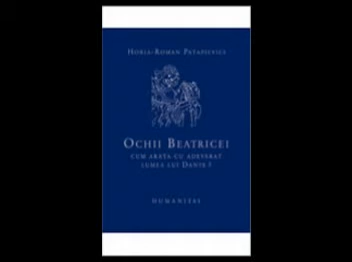 HORIA-ROMAN PATAPIEVICI
OCHII BEATRICEI
CUM ARATA CU ADEVĂRAT
LUMEA LUI DANTE?
HUMANITAS